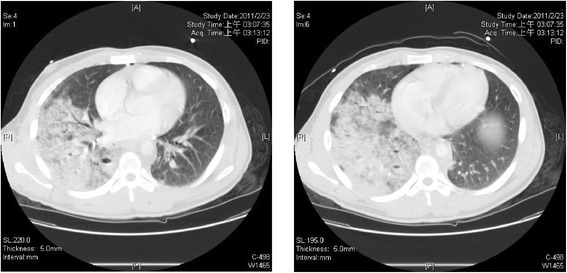 [A]
Se:4
Im:1
Study Date:2011/2/23
Study Time:上午 03:07:35
Acq. Time:上午 03:13:12
PID:
[R]
[L]
SL:220.0
Thickness: 5.0mm
Interval:mm
[P]
C-498
W1465
[A]
Se:4
Im:6
Study Date:2011/2/23
Study Time:上午 03:07:35
Acq. Time:上午 03:13:12
PID:
[R]
[L]
SL:195.0
Thickness: 5.0mm
Interval:mm
[P]
C-498
W1465